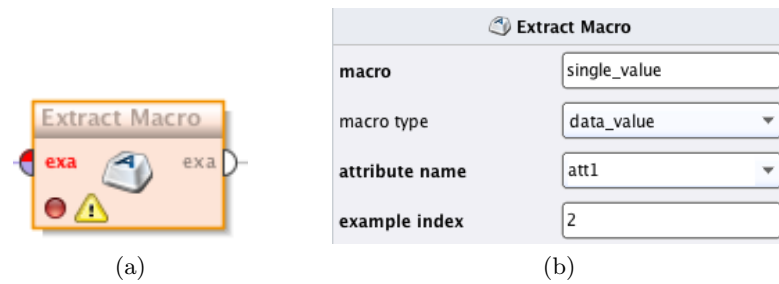 Extract Macro
exa
exa
(a)
Extract Macro
macro single_value
macro type data_value
attribute name att1
example index 2
(b)